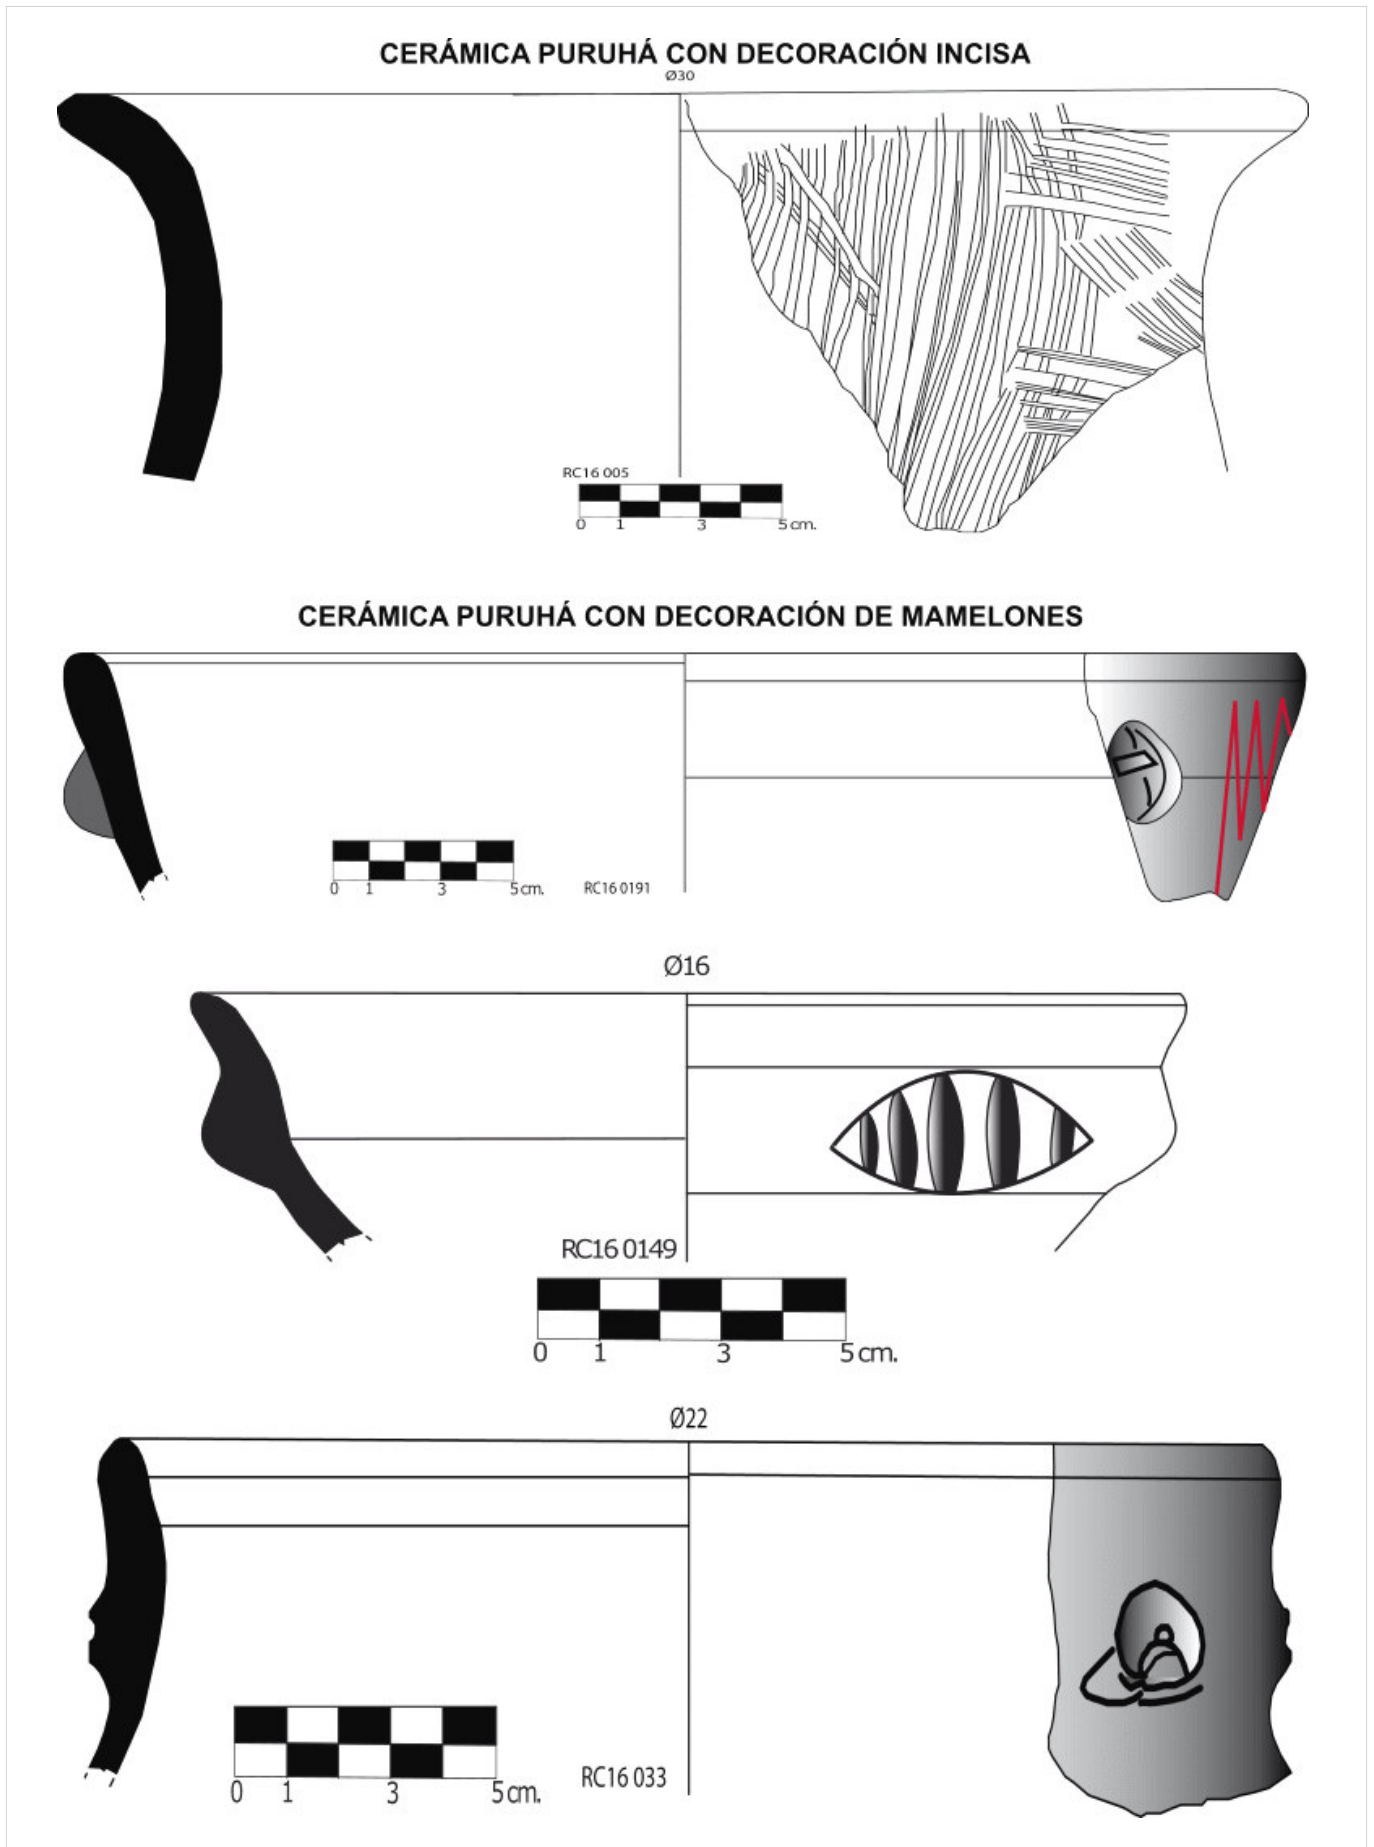 CERÁMICA PURUHÁ CON DECORACIÓN INCISA
Ø30
RC16 005
0 1 3 5 cm.
CERÁMICA PURUHÁ CON DECORACIÓN DE MAMELONES
0 1 3 5 cm.
RC16 0191
Ø16
RC16 0149
0 1 3 5 cm.
Ø22
RC16 033
0 1 3 5 cm.